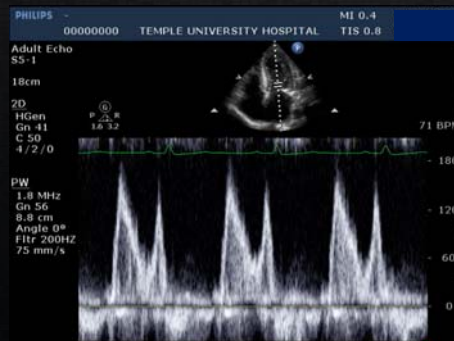 PHILIPS -
MI 0.4
00000000 TEMPLE UNIVERSITY HOSPITAL TIS 0.8
Adult Echo
S5-1
18cm
2D
HGen
Gn 41
C 50
4/2/0
G
P R
1.6 3.2
P
71 BPM
PW
1.8 MHz
Gn 56
8.8 cm
Angle 0°
Fltr 200HZ
75 mm/s
180
120
60
0